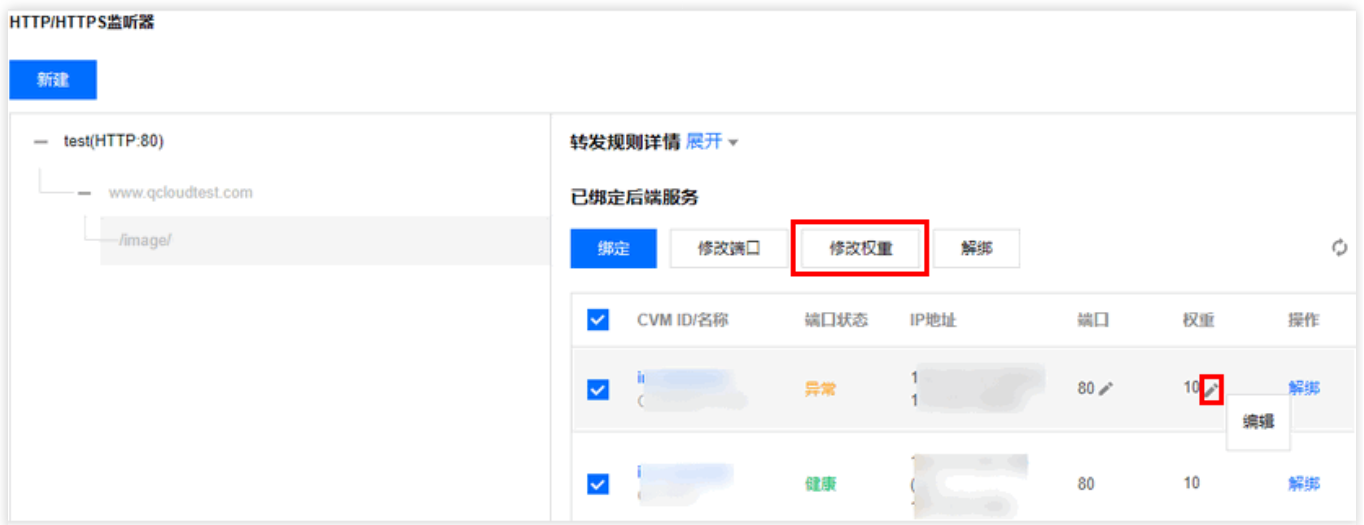 HTTP/HTTPS监听器
新建
test(HTTP:80)
www.qcloudtest.com
/image/
转发规则详情 展开
已绑定后端服务
绑定 修改端口 修改权重 解绑
CVM ID/名称 端口状态 IP地址 端口 权重 操作
异常 80 10 解绑
编辑
健康 80 10 解绑